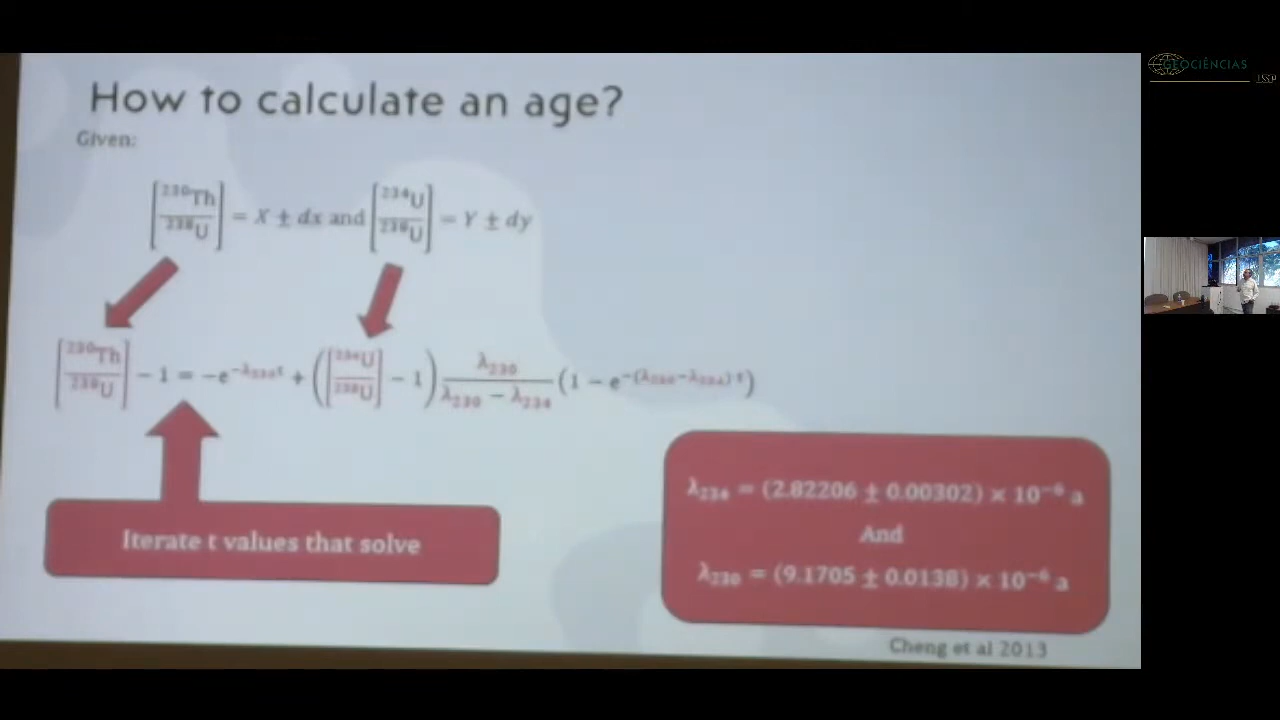 How to calculate an age?
Given:
[²³⁰Th/²³⁸U] = X ± dx and [²³⁴U/²³⁸U] = Y ± dy
[²³⁰Th/²³⁸U] − 1 = −e^(−λ₂₃₀t) + ([²³⁴U/²³⁸U] − 1) λ₂₃₀/(λ₂₃₀ − λ₂₃₄) (1 − e^(−(λ₂₃₀−λ₂₃₄) t))
Iterate t values that solve
λ₂₃₄ = (2.82206 ± 0.00302) × 10⁻⁶ a
And
λ₂₃₀ = (9.1705 ± 0.0138) × 10⁻⁶ a
Cheng et al 2013
GEOCIÊNCIAS